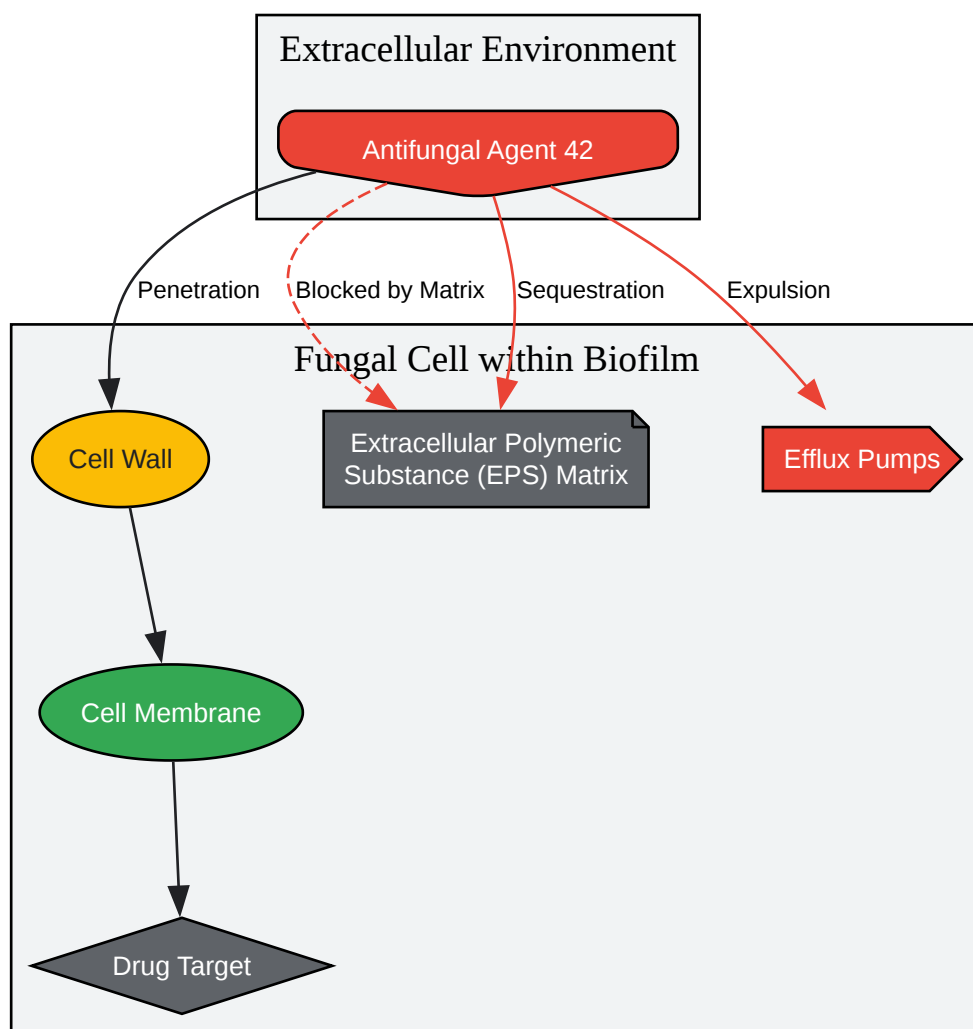 Extracellular Environment
Antifungal Agent 42
Penetration
Blocked by Matrix
Sequestration
Expulsion
Fungal Cell within Biofilm
Cell Wall
Extracellular Polymeric
Substance (EPS) Matrix
Efflux Pumps
Cell Membrane
Drug Target